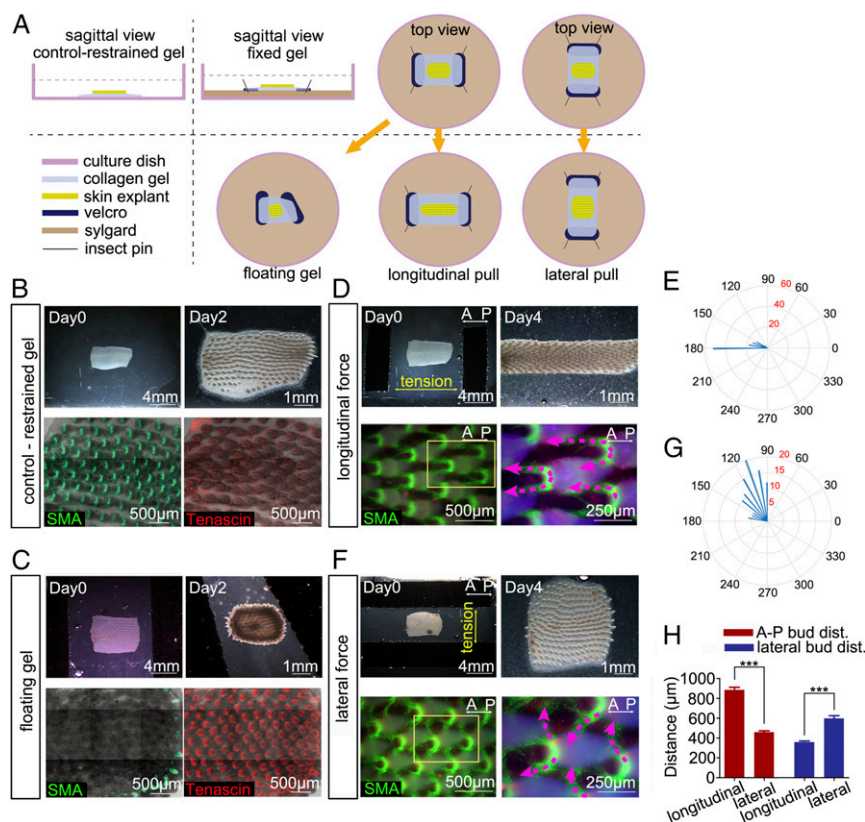 A
sagittal view
control-restrained gel
sagittal view
fixed gel
top view
top view
culture dish
collagen gel
skin explant
velcro
sylgard
insect pin
floating gel
longitudinal pull
lateral pull
B
control - restrained gel
Day0
4mm
Day2
1mm
SMA
500μm
Tenascin
500μm
C
floating gel
Day0
4mm
Day2
1mm
SMA
500μm
Tenascin
500μm
D
longitudinal force
Day0
A P
tension
4mm
Day4
1mm
A P
SMA
500μm
A P
250μm
F
lateral force
Day0
A P
tension
4mm
Day4
1mm
A P
SMA
500μm
A P
250μm
E
90
60
120
60
40
150
30
20
180
0
210
330
240
300
270
G
90
20
120
60
15
150
10
30
5
180
0
210
330
240
300
270
H
A-P bud dist.
lateral bud dist.
Distance (μm)
1000
800
600
400
200
0
***
***
longitudinal
lateral
longitudinal
lateral